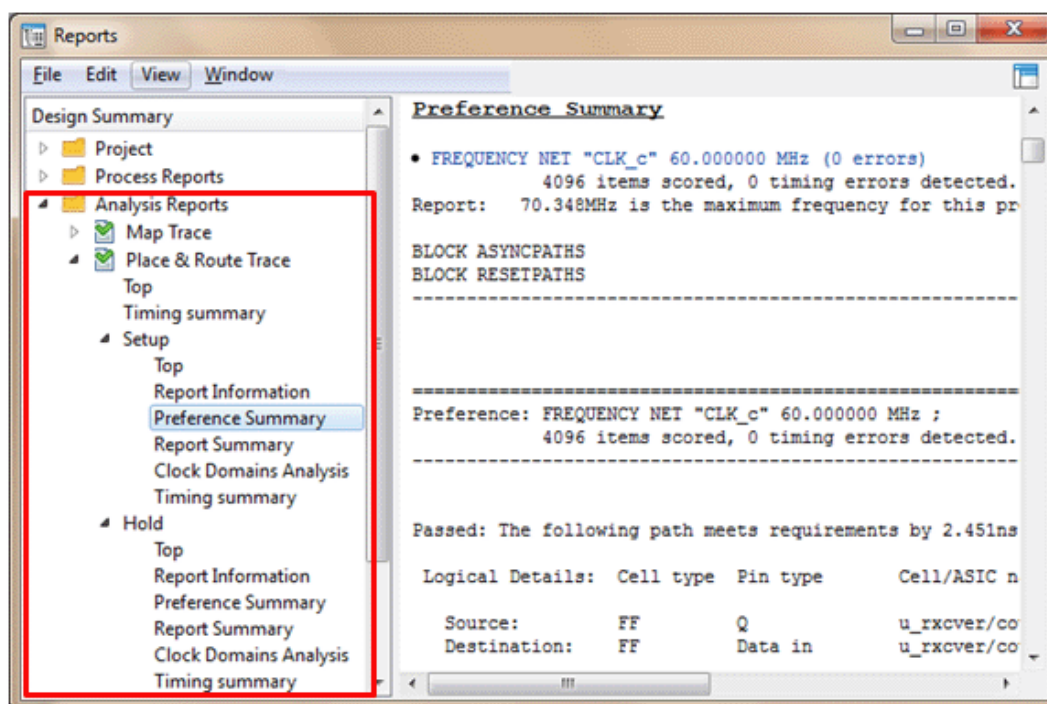 Reports
File Edit View Window
Design Summary
Project
Process Reports
Analysis Reports
Map Trace
Place & Route Trace
Top
Timing summary
Setup
Top
Report Information
Preference Summary
Report Summary
Clock Domains Analysis
Timing summary
Hold
Top
Report Information
Preference Summary
Report Summary
Clock Domains Analysis
Timing summary
Preference Summary
• FREQUENCY NET "CLK_c" 60.000000 MHz (0 errors)
4096 items scored, 0 timing errors detected.
Report: 70.348MHz is the maximum frequency for this pr
BLOCK ASYNCPATHS
BLOCK RESETPATHS
Preference: FREQUENCY NET "CLK_c" 60.000000 MHz ;
4096 items scored, 0 timing errors detected.
Passed: The following path meets requirements by 2.451ns
Logical Details: Cell type Pin type Cell/ASIC n
Source: FF Q u_rxcver/co
Destination: FF Data in u_rxcver/co